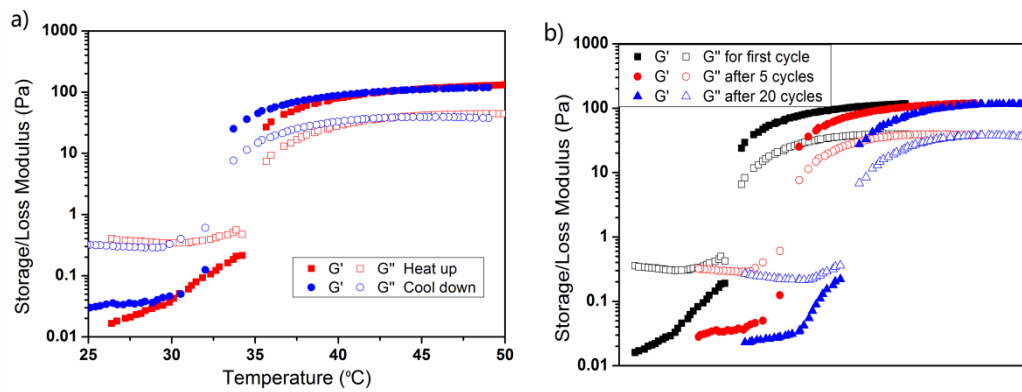 a)
Storage/Loss Modulus (Pa)
1000
100
10
1
0.1
0.01
G' G'' Heat up
G' G'' Cool down
25 30 35 40 45 50
Temperature (℃)
b)
Storage/Loss Modulus (Pa)
1000
100
10
1
0.1
0.01
G' G'' for first cycle
G' G'' after 5 cycles
G' G'' after 20 cycles